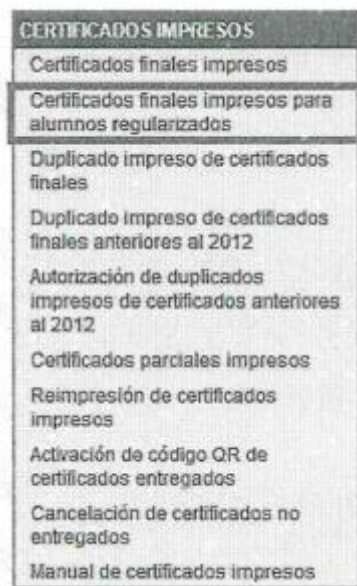 CERTIFICADOS IMPRESOS
Certificados finales impresos
Certificados finales impresos para
alumnos regularizados
Duplicado impreso de certificados
finales
Duplicado impreso de certificados
finales anteriores al 2012
Autorización de duplicados
impresos de certificados anteriores
al 2012
Certificados parciales impresos
Reimpresión de certificados
impresos
Activación de código QR de
certificados entregados
Cancelación de certificados no
entregados
Manual de certificados impresos